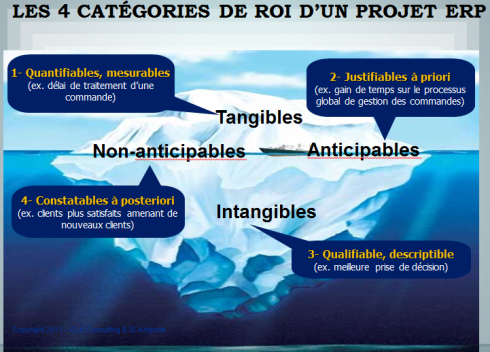 LES 4 CATÉGORIES DE ROI D'UN PROJET ERP
1- Quantifiables, mesurables
(ex. délai de traitement d'une
commande)
2- Justifiables à priori
(ex. gain de temps sur le processus
global de gestion des commandes)
Tangibles
Non-anticipables
Anticipables
4- Constatables à posteriori
(ex. clients plus satisfaits amenant de
nouveaux clients)
Intangibles
3- Qualifiable, descriptible
(ex. meilleure prise de décision)
Copyright